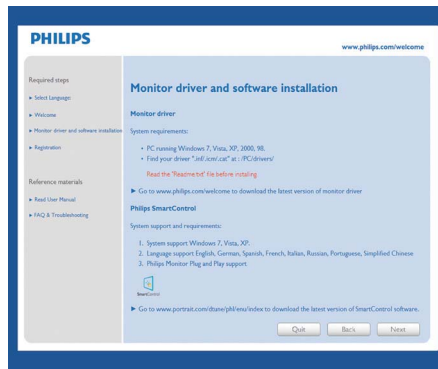 PHILIPS
www.philips.com/welcome
Required steps
Select Language
Welcome
Monitor driver and software installation
Registration
Reference materials
Read User Manual
FAQ & Troubleshooting
Monitor driver and software installation
Monitor driver
System requirements:
• PC running Windows 7, Vista, XP, 2000, 98.
• Find your driver ".inf/.icm/.cat" at : /PC/drivers/
Read the "Readme.txt" file before installing.
Go to www.philips.com/welcome to download the latest version of monitor driver
Philips SmartControl
System support and requirements:
1. System support Windows 7, Vista, XP.
2. Language support English, German, Spanish, French, Italian, Russian, Portuguese, Simplified Chinese
3. Philips Monitor Plug and Play support
SmartControl
Go to www.portrait.com/dtune/phl/enu/index to download the latest version of SmartControl software.
Quit Back Next